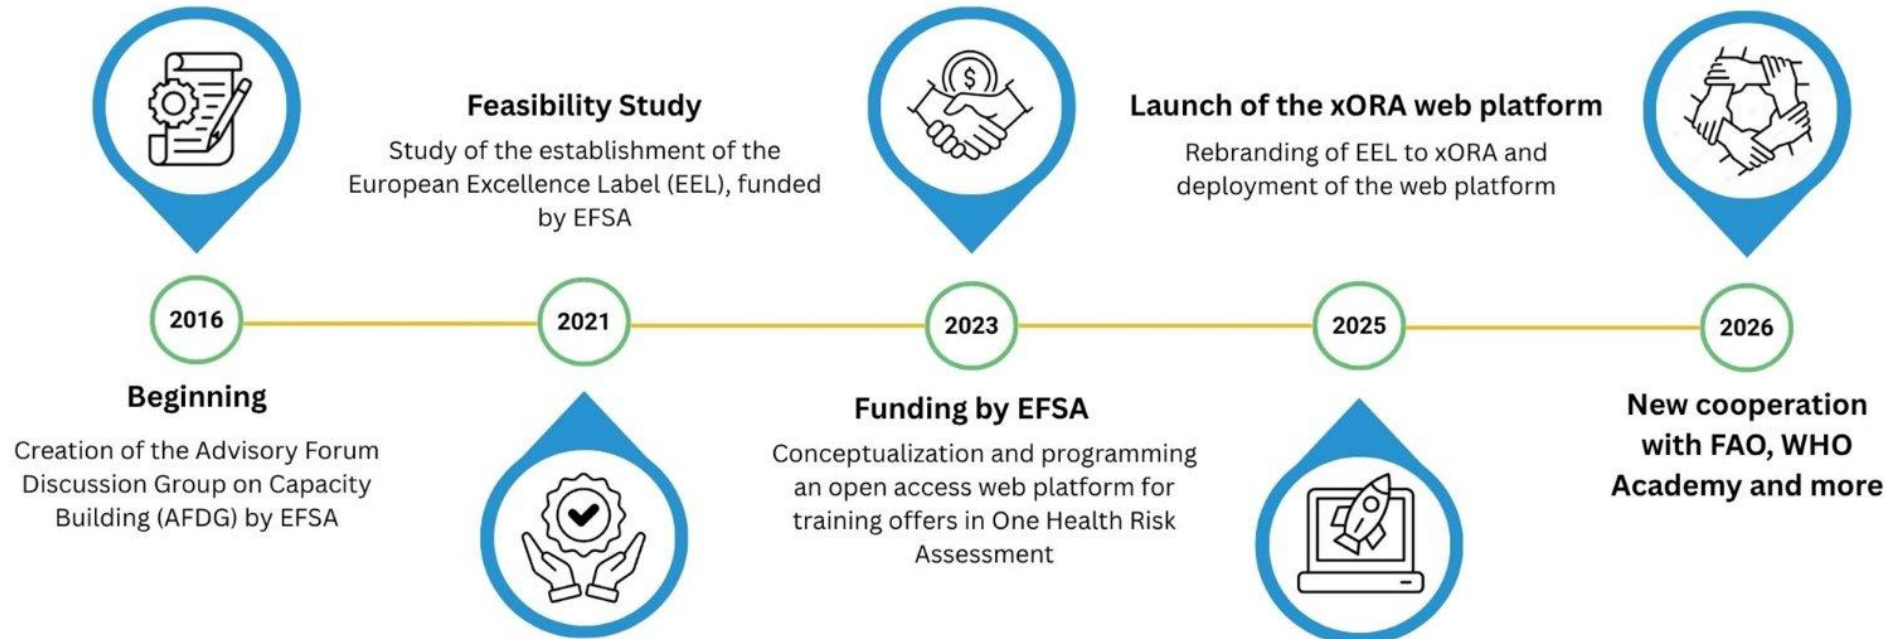 2016
Beginning
Creation of the Advisory Forum
Discussion Group on Capacity
Building (AFDG) by EFSA
Feasibility Study
Study of the establishment of the
European Excellence Label (EEL), funded
by EFSA
2021
$
2023
Funding by EFSA
Conceptualization and programming
an open access web platform for
training offers in One Health Risk
Assessment
Launch of the xORA web platform
Rebranding of EEL to xORA and
deployment of the web platform
2025
2026
New cooperation
with FAO, WHO
Academy and more